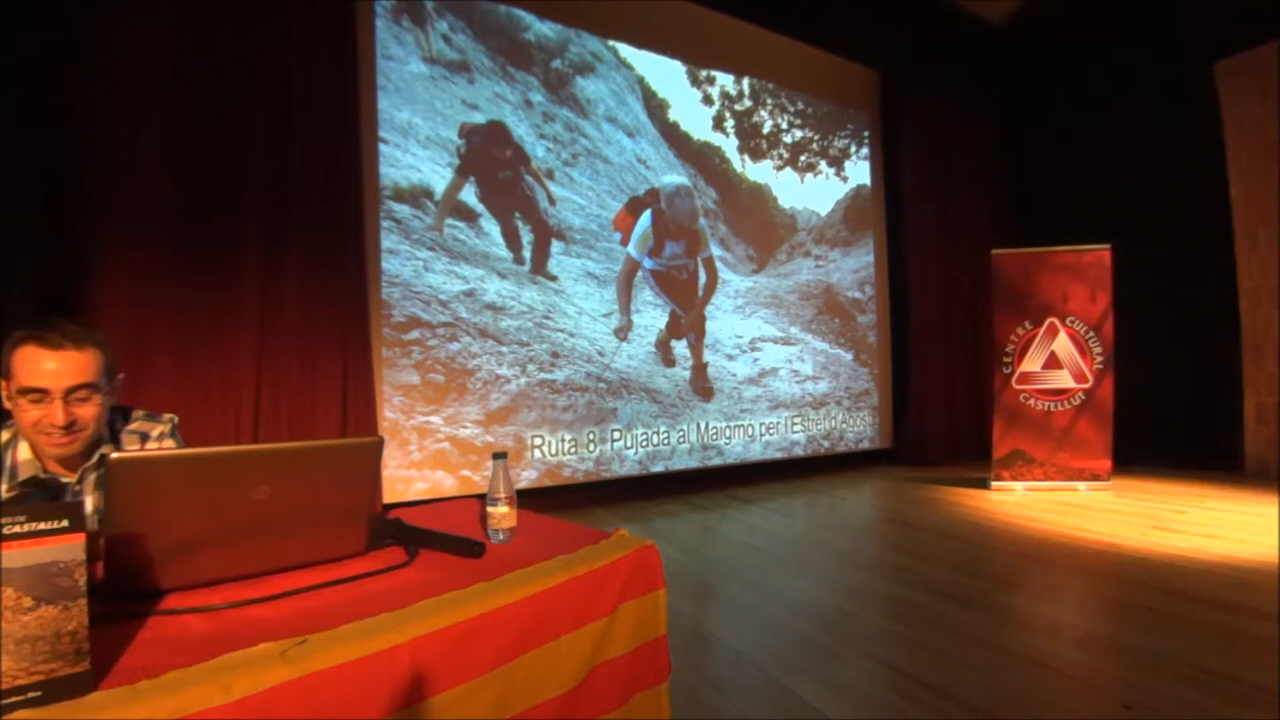 Ruta 8- Pujada al Maigmó per l'Estret d'Agost
CENTRE CULTURAL
CASTELLUT
CASTALLA